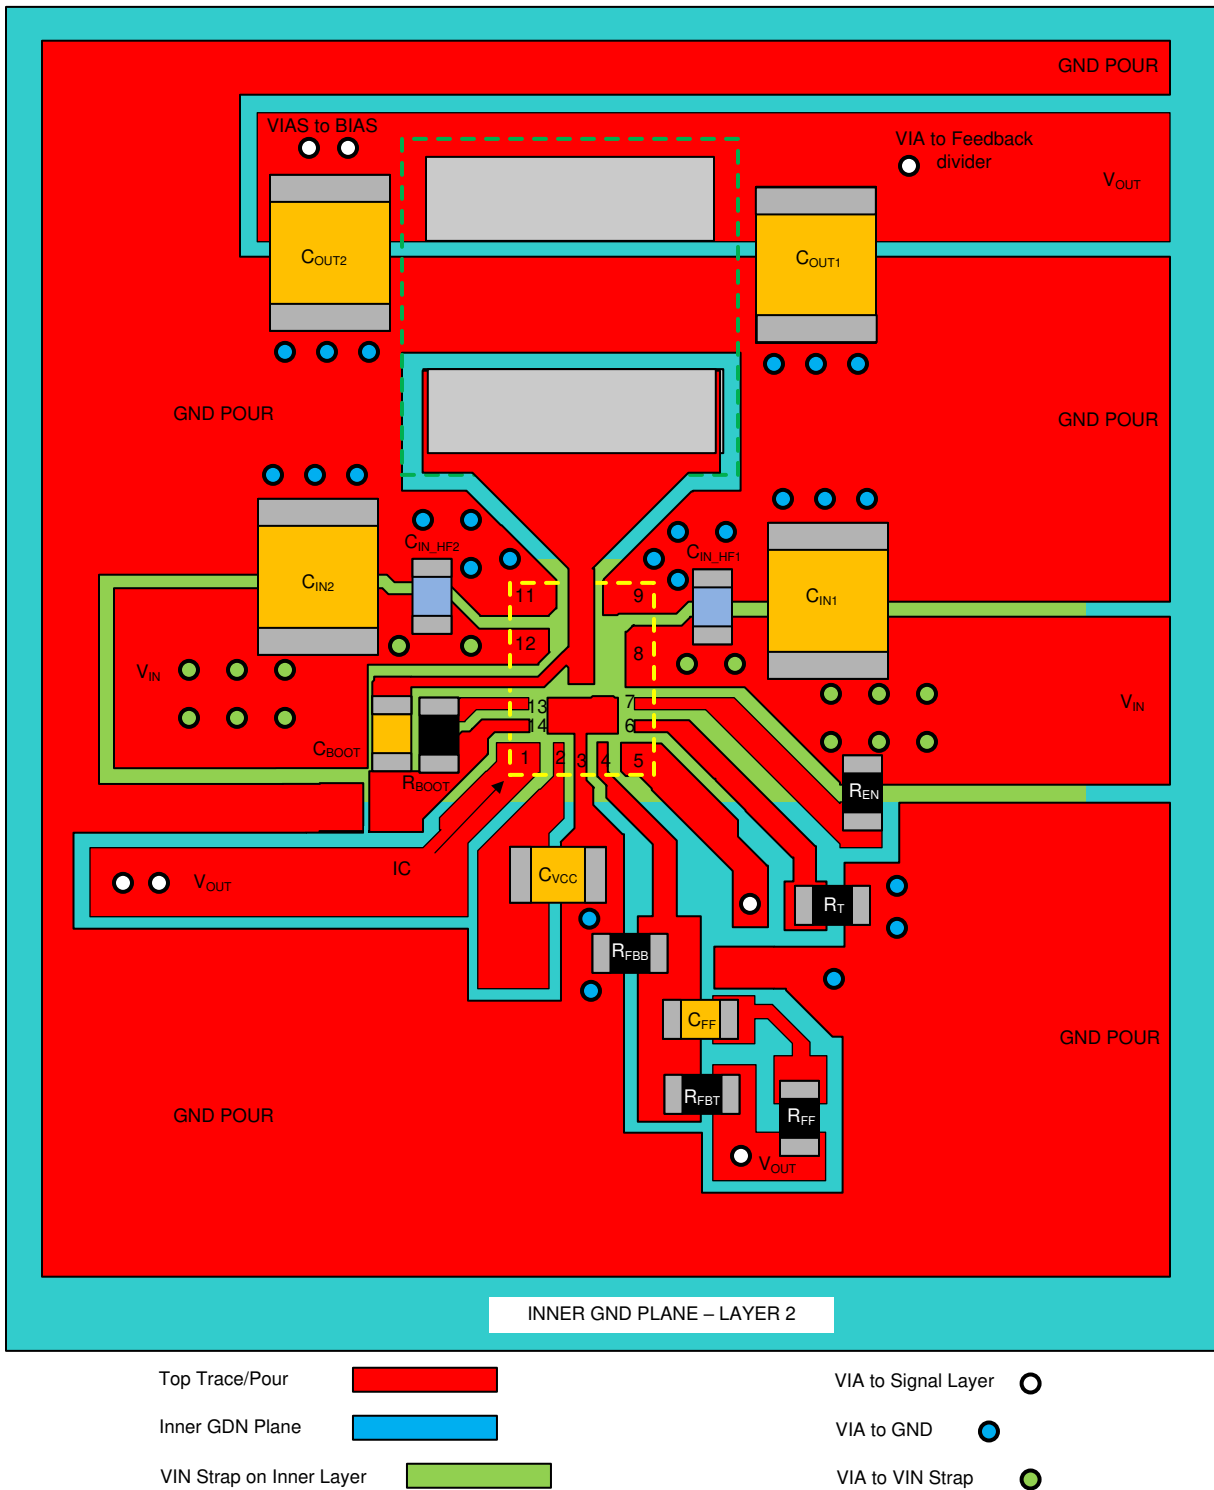 GND POUR
VIAS to BIAS
VIA to Feedback
divider
VOUT
COUT2
COUT1
GND POUR
GND POUR
CIN_HF2
CIN_HF1
CIN2
11
9
CIN1
12
8
VIN
VIN
13
7
14
6
CBOOT
RBOOT
1
2
3
4
5
REN
IC
VOUT
CVCC
RT
RFBB
CFF
GND POUR
RFBT
RFF
GND POUR
VOUT
INNER GND PLANE – LAYER 2
Top Trace/Pour
VIA to Signal Layer
Inner GDN Plane
VIA to GND
VIN Strap on Inner Layer
VIA to VIN Strap